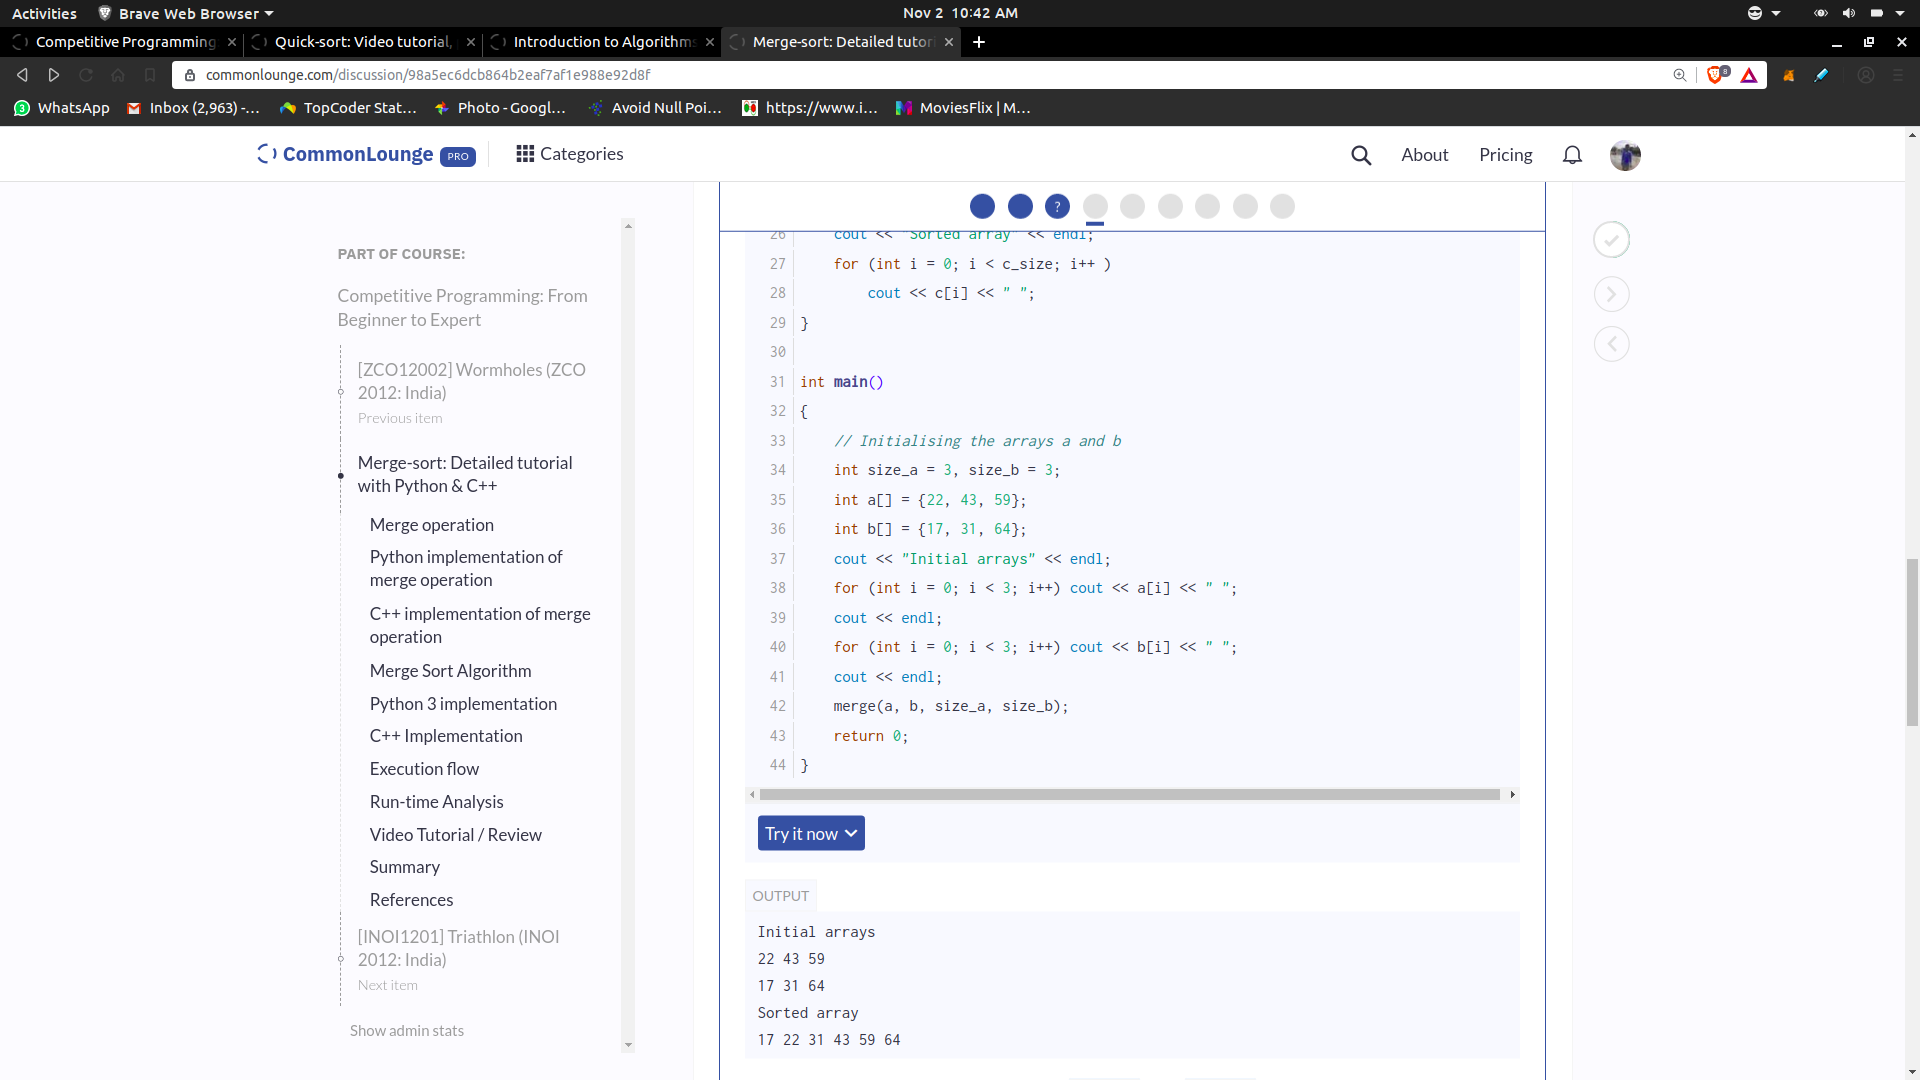 Activities
Brave Web Browser
Nov 2 10:42 AM
Competitive Programming
Quick-sort: Video tutorial,
Introduction to Algorithms
Merge-sort: Detailed tutori
commonlounge.com/discussion/98a5ec6dcb864b2eaf7af1e988e92d8f
8
3
WhatsApp
Inbox (2,963) -...
TopCoder Stat...
Photo - Googl...
Avoid Null Poi...
https://www.i...
MoviesFlix | M...
CommonLounge PRO
Categories
About
Pricing
PART OF COURSE:
Competitive Programming: From
Beginner to Expert
[ZCO12002] Wormholes (ZCO
2012: India)
Previous item
Merge-sort: Detailed tutorial
with Python & C++
Merge operation
Python implementation of
merge operation
C++ implementation of merge
operation
Merge Sort Algorithm
Python 3 implementation
C++ Implementation
Execution flow
Run-time Analysis
Video Tutorial / Review
Summary
References
[INOI1201] Triathlon (INOI
2012: India)
Next item
Show admin stats
?
26 cout << "Sorted array" << endl;
27 for (int i = 0; i < c_size; i++ )
28 cout << c[i] << " ";
29 }
30
31 int main()
32 {
33 // Initialising the arrays a and b
34 int size_a = 3, size_b = 3;
35 int a[] = {22, 43, 59};
36 int b[] = {17, 31, 64};
37 cout << "Initial arrays" << endl;
38 for (int i = 0; i < 3; i++) cout << a[i] << " ";
39 cout << endl;
40 for (int i = 0; i < 3; i++) cout << b[i] << " ";
41 cout << endl;
42 merge(a, b, size_a, size_b);
43 return 0;
44 }
Try it now
OUTPUT
Initial arrays
22 43 59
17 31 64
Sorted array
17 22 31 43 59 64